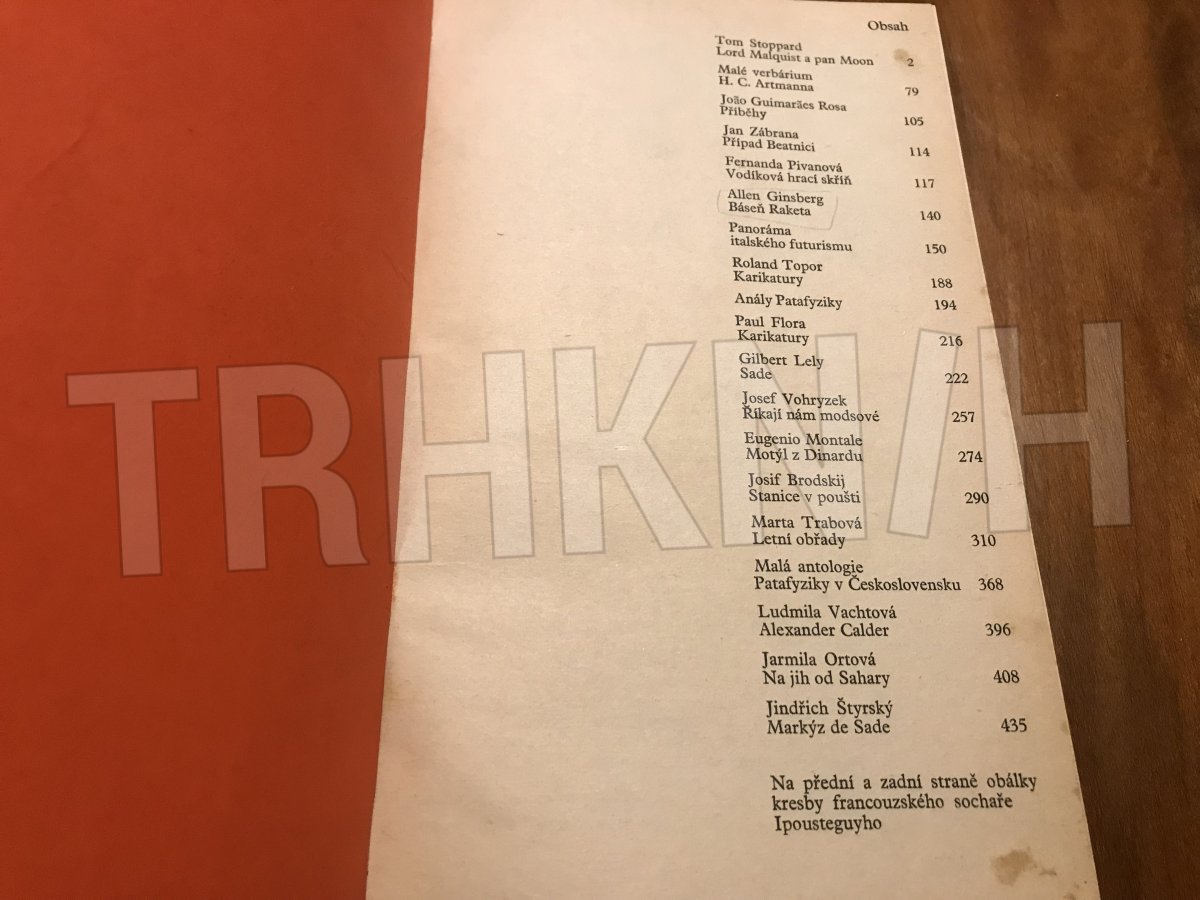 Obsah
Tom Stoppard
Lord Malquist a pan Moon 2
Malé verbárium
H. C. Artmanna 79
João Guimarães Rosa
Příběhy 105
Jan Zábrana
Případ Beatnici 114
Fernanda Pivanová
Vodíková hrací skříň 117
Allen Ginsberg
Báseň Raketa 140
Panoráma
italského futurismu 150
Roland Topor
Karikatury 188
Anály Patafyziky 194
Paul Flora
Karikatury 216
Gilbert Lely
Sade 222
Josef Vohryzek
Říkají nám modsové 257
Eugenio Montale
Motýl z Dinardu 274
Josif Brodskij
Stanice v poušti 290
Marta Trabová
Letní obřady 310
Malá antologie
Patafyziky v Československu 368
Ludmila Vachtová
Alexander Calder 396
Jarmila Ortová
Na jih od Sahary 408
Jindřich Štyrský
Markýz de Sade 435
Na přední a zadní straně obálky
kresby francouzského sochaře
Ipousteguyho
TRHKNIH